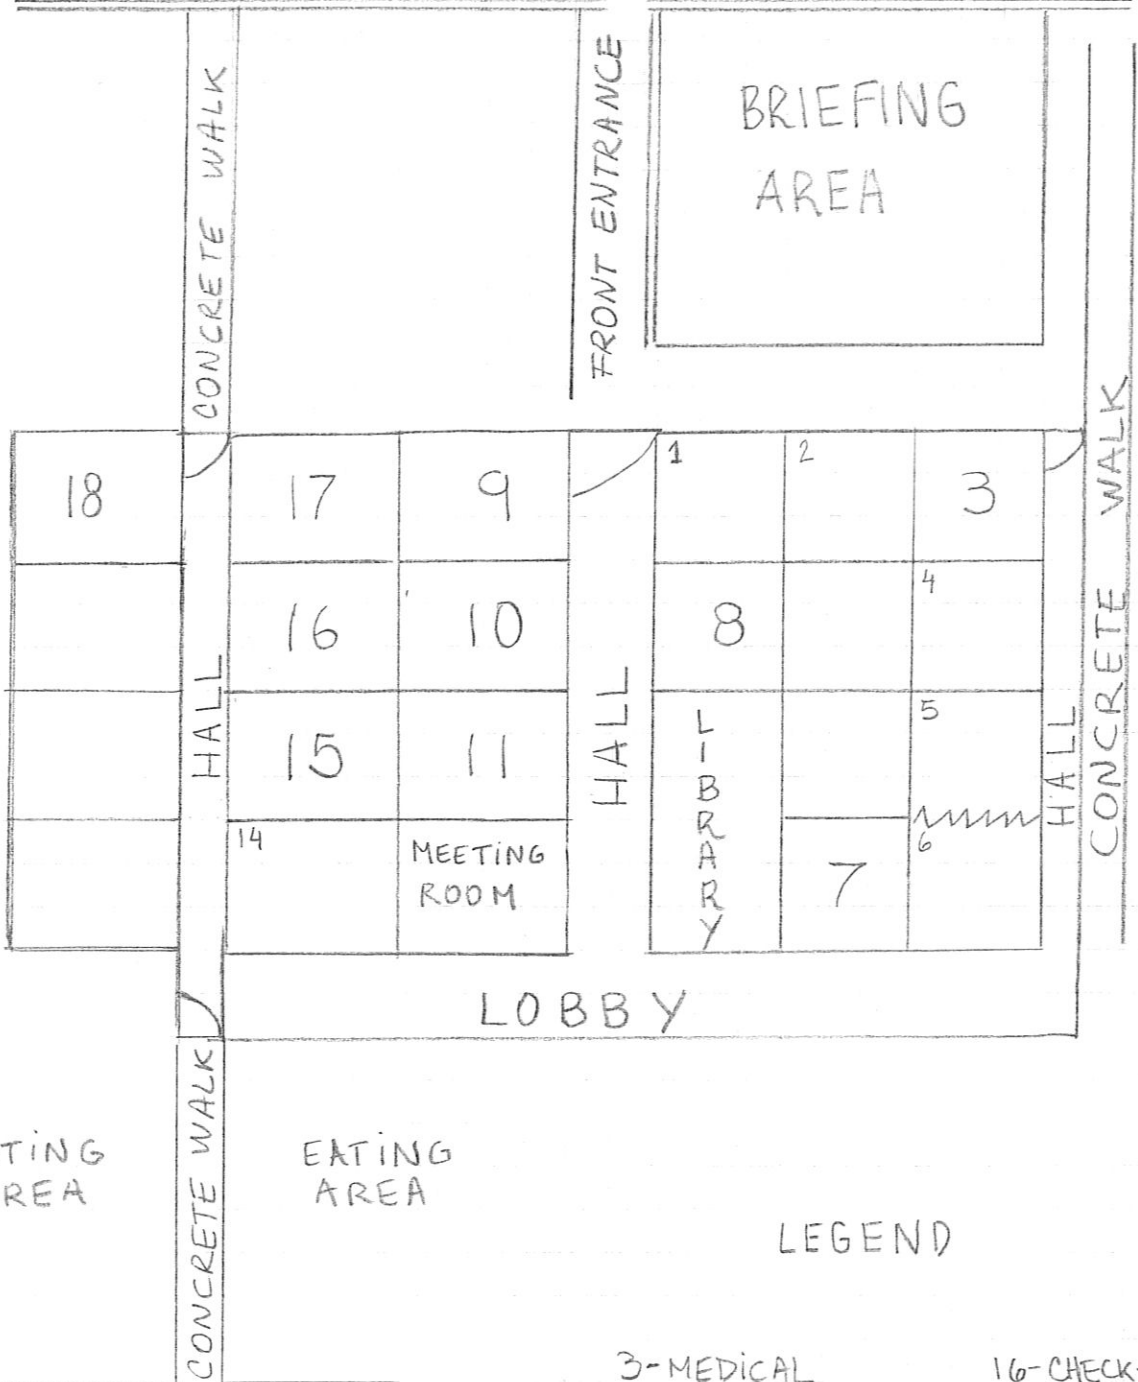 CONCRETE WALK
FRONT ENTRANCE
BRIEFING
AREA
CONCRETE WALK
18
17
9
1
2
3
16
10
8
4
HALL
15
11
HALL
LIBRARY
5
HALL
14
MEETING
ROOM
7
6
LOBBY
CONCRETE WALK
TING
REA
EATING
AREA
LEGEND
3-MEDICAL
16-CHECK-